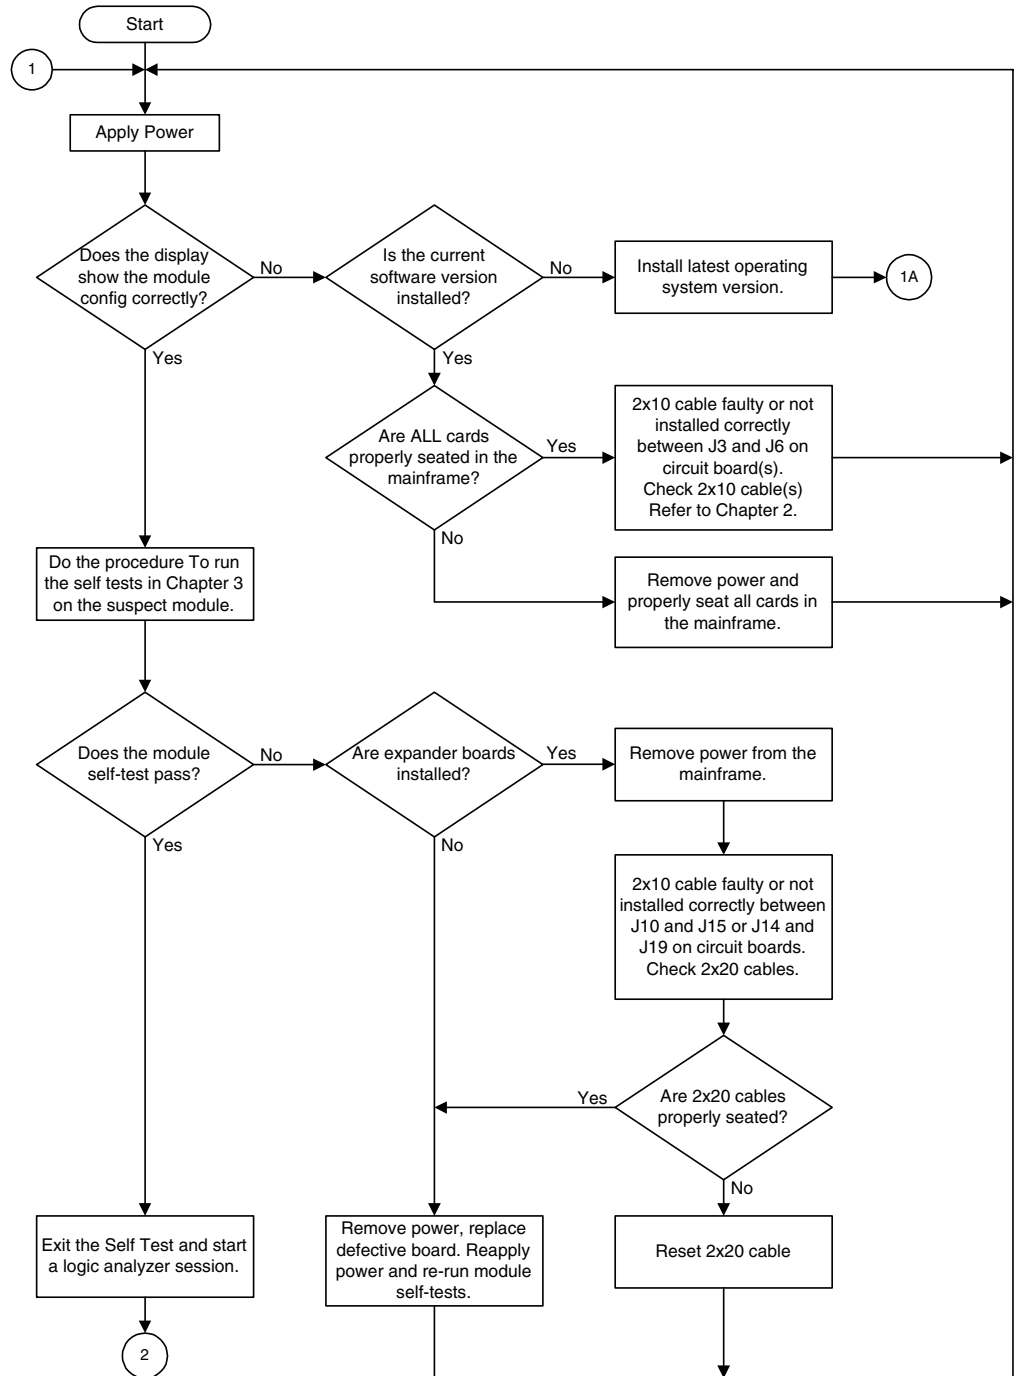 Start
1
Apply Power
Does the display
show the module
config correctly?
No
Is the current
software version
installed?
No
Install latest operating
system version.
1A
Yes
Yes
Are ALL cards
properly seated in the
mainframe?
Yes
2x10 cable faulty or not
installed correctly
between J3 and J6 on
circuit board(s).
Check 2x10 cable(s)
Refer to Chapter 2.
No
Do the procedure To run
the self tests in Chapter 3
on the suspect module.
Remove power and
properly seat all cards in
the mainframe.
Does the module
self-test pass?
No
Are expander boards
installed?
Yes
Remove power from the
mainframe.
Yes
No
2x10 cable faulty or not
installed correctly between
J10 and J15 or J14 and
J19 on circuit boards.
Check 2x20 cables.
Are 2x20 cables
properly seated?
Yes
No
Exit the Self Test and start
a logic analyzer session.
Remove power, replace
defective board. Reapply
power and re-run module
self-tests.
Reset 2x20 cable
2